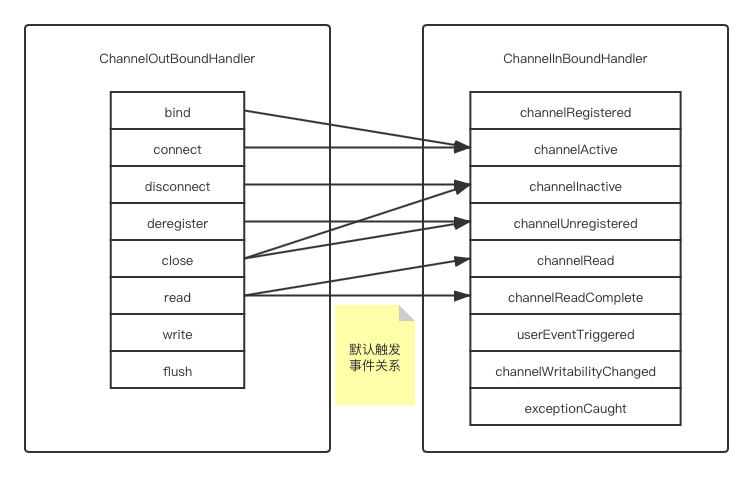 ChannelOutBoundHandler
bind
connect
disconnect
deregister
close
read
write
flush
默认触发
事件关系
ChannelInBoundHandler
channelRegistered
channelActive
channelInactive
channelUnregistered
channelRead
channelReadComplete
userEventTriggered
channelWritabilityChanged
exceptionCaught